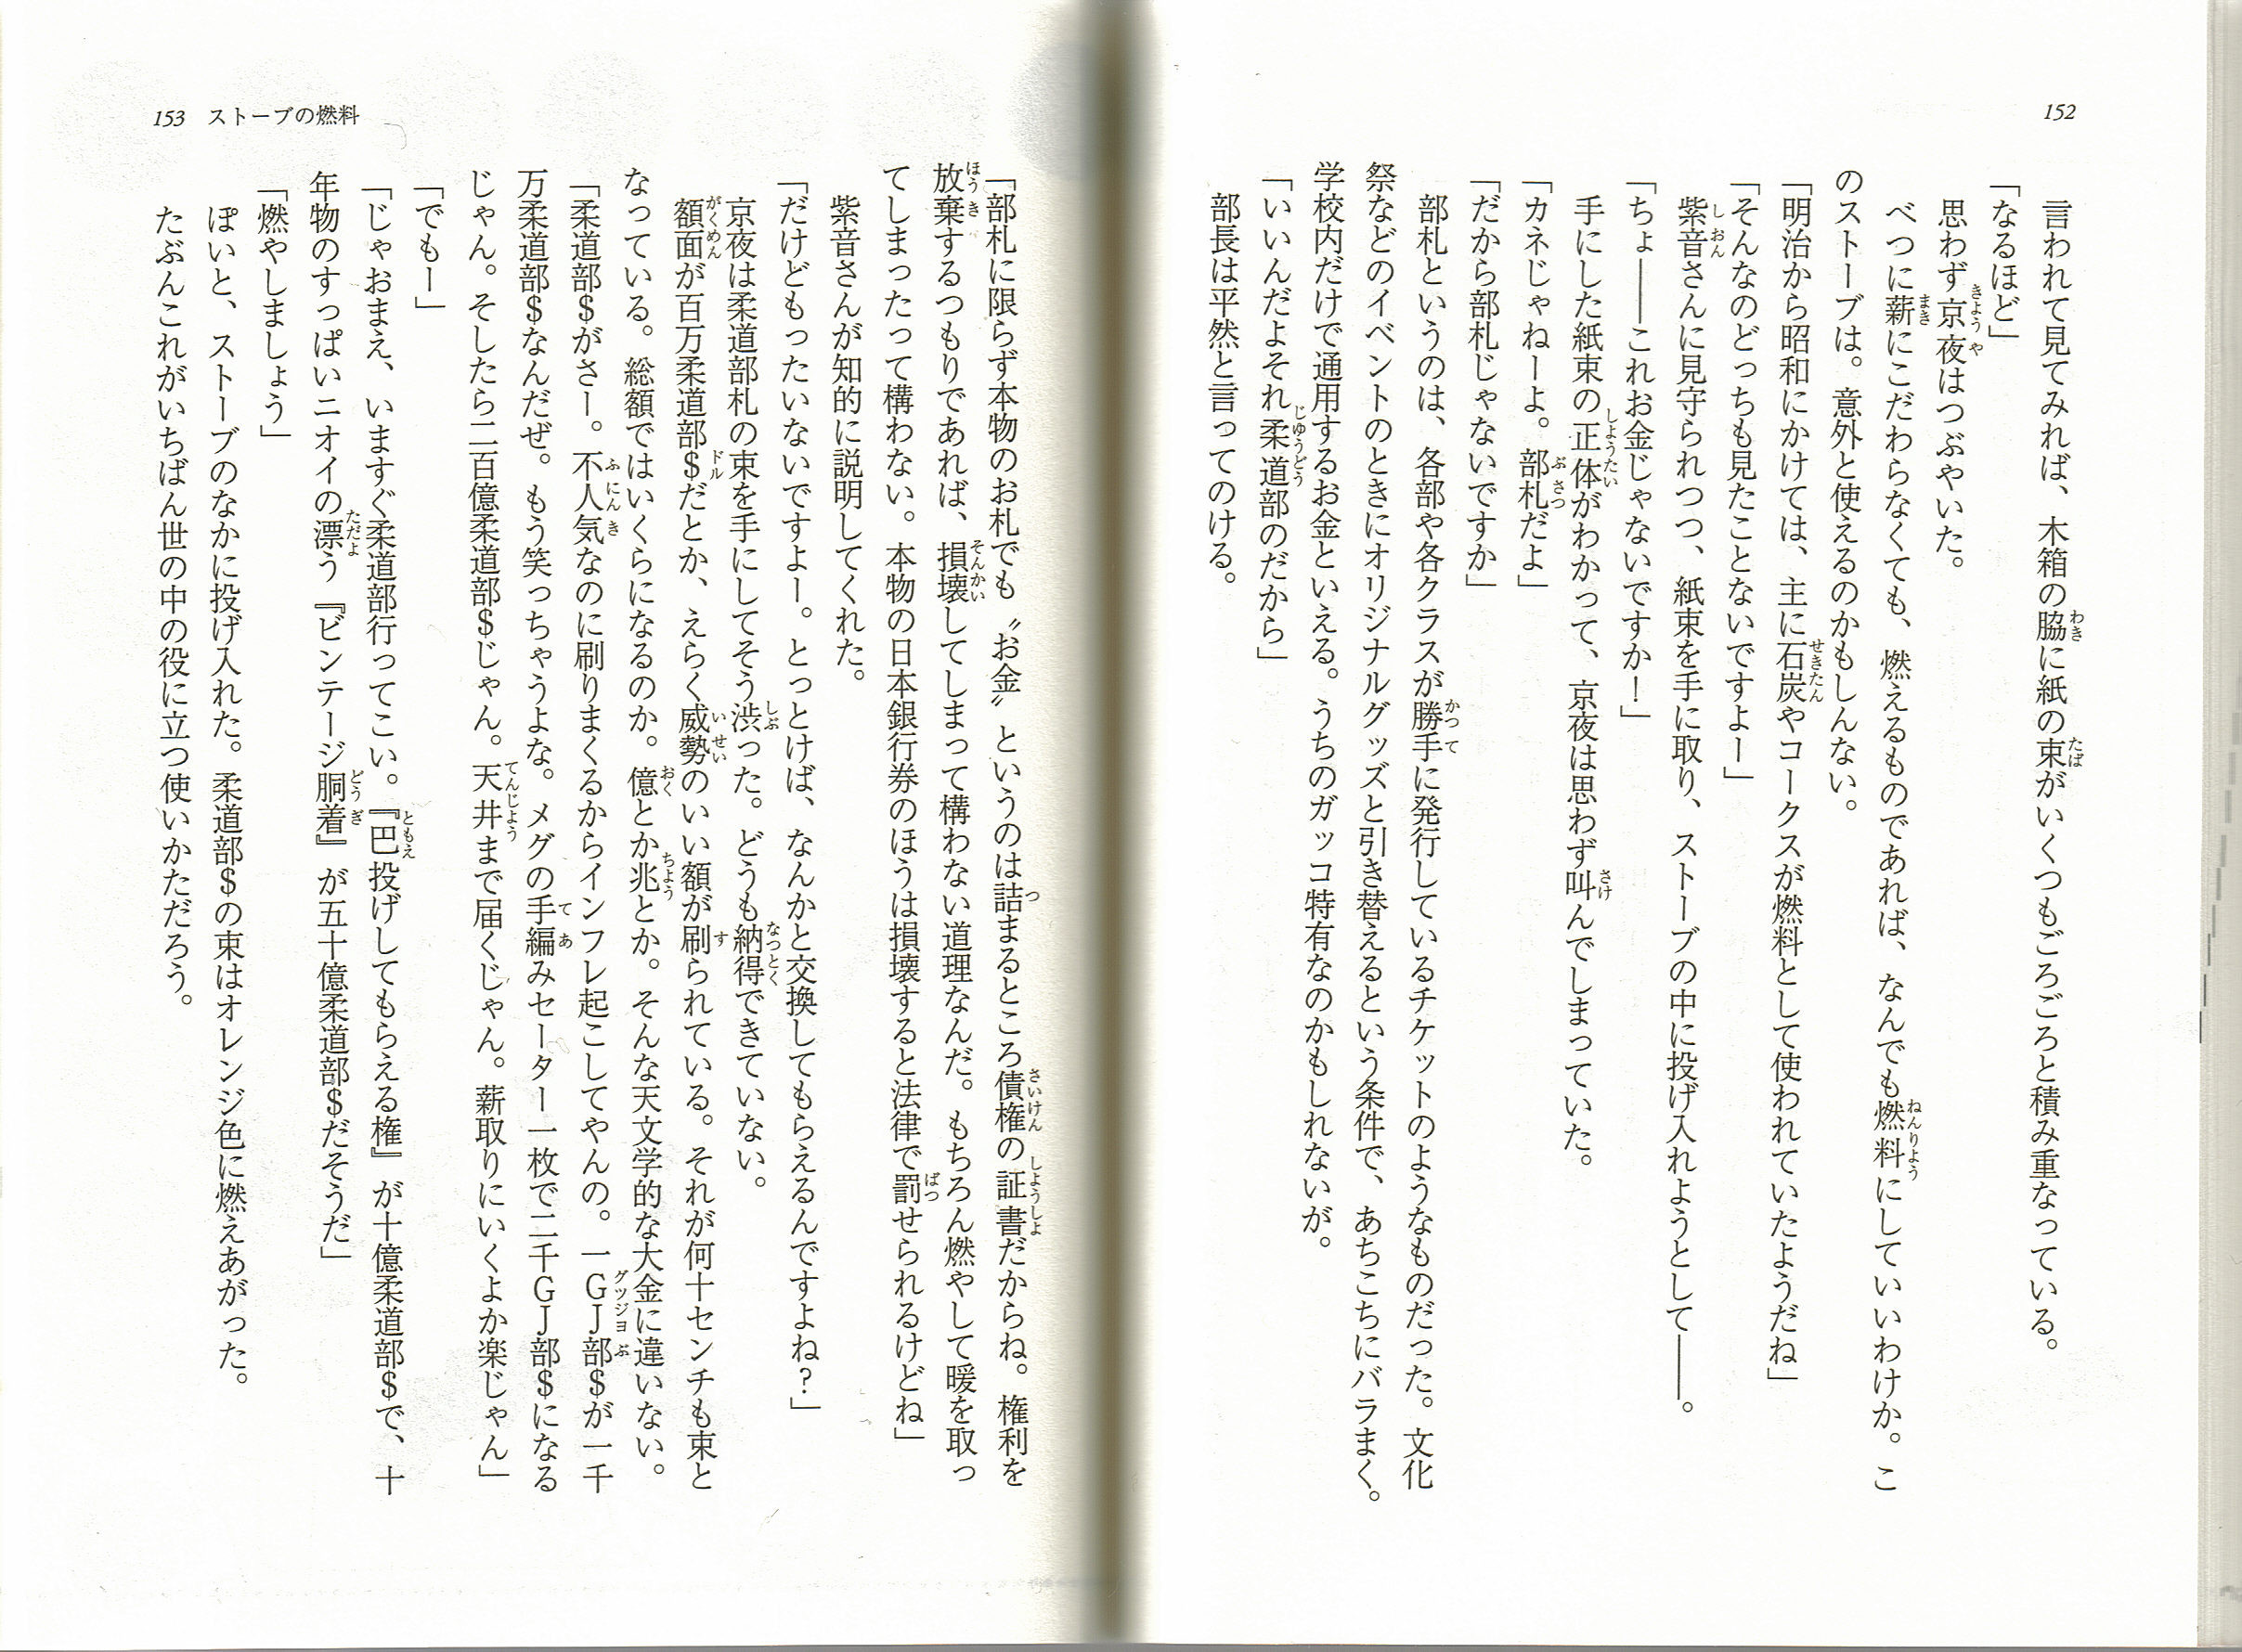 152
言われて見てみれば、木箱の脇に紙の束がいくつもごろごろと積み重なっている。
「なるほど」
思わず京夜はつぶやいた。
べつに薪にこだわらなくても、燃えるものであれば、なんでも燃料にしていいわけか。こ
のストーブは。意外と使えるのかもしんない。
「明治から昭和にかけては、主に石炭やコークスが燃料として使われていたようだね」
「そんなのどっちも見たことないですよー」
紫音さんに見守られつつ、紙束を手に取り、ストーブの中に投げ入れようとして――。
「ちょ――これお金じゃないですか！」
手にした紙束の正体がわかって、京夜は思わず叫んでしまっていた。
「カネじゃねーよ。部札だよ」
「だから部札じゃないですか」
部札というのは、各部や各クラスが勝手に発行しているチケットのようなものだった。文化
祭などのイベントのときにオリジナルグッズと引き替えるという条件で、あちこちにバラまく。
学校内だけで通用するお金といえる。うちのガッコ特有なのかもしれないが。
「いいんだよそれ柔道部のだから」
部長は平然と言ってのける。
153 ストーブの燃料
「部札に限らず本物のお札でも〝お金〟というのは詰まるところ債権の証書だからね。権利を
放棄するつもりであれば、損壊してしまって構わない道理なんだ。もちろん燃やして暖を取っ
てしまったって構わない。本物の日本銀行券のほうは損壊すると法律で罰せられるけどね」
紫音さんが知的に説明してくれた。
「だけどもったいないですよー。とっとけば、なんかと交換してもらえるんですよね？」
京夜は柔道部札の束を手にしてそう渋った。どうも納得できていない。
額面が百万柔道部$だとか、えらく威勢のいい額が刷られている。それが何十センチも束と
なっている。総額ではいくらになるのか。億とか兆とか。そんな天文学的な大金に違いない。
「柔道部$がさー。不人気なのに刷りまくるからインフレ起こしてやんの。一ＧＪ部$が一千
万柔道部$なんだぜ。もう笑っちゃうよな。メグの手編みセーター一枚で二千ＧＪ部$になる
じゃん。そしたら二百億柔道部$じゃん。天井まで届くじゃん。薪取りにいくよか楽じゃん」
「でもー」
「じゃおまえ、いますぐ柔道部行ってこい。『巴投げしてもらえる権』が十億柔道部$で、十
年物のすっぱいニオイの漂う『ビンテージ胴着』が五十億柔道部$だそうだ」
「燃やしましょう」
ぽいと、ストーブのなかに投げ入れた。柔道部$の束はオレンジ色に燃えあがった。
たぶんこれがいちばん世の中の役に立つ使いかただろう。